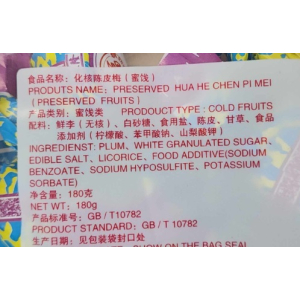 食品名称：化核陈皮梅（蜜饯）
PRODUTS NAME：PRESERVED HUA HE CHEN PI MEI
（PRESERVED FRUITS）
产品类别：蜜饯类 PRODOCT TYPE：COLD FRUITS
配料：鲜李（无核）、白砂糖、食用盐、陈皮、甘草、食品
添加剂（柠檬酸、苯甲酸钠、山梨酸钾）
INGREDIENST: PLUM, WHITE GRANULATED SUGAR,
EDIBLE SALT, LICORICE, FOOD ADDITIVE(SODIUM
BENZOATE, SODIUM HYPOSULFITE, POTASSIUM
SORBATE)
净含量：180克
NET WT：180g
产品标准号：GB / T10782
PRODUCT STANDARD：GB / T 10782
生产日期：见包装袋封口处
SHOW ON THE BAG SEAL